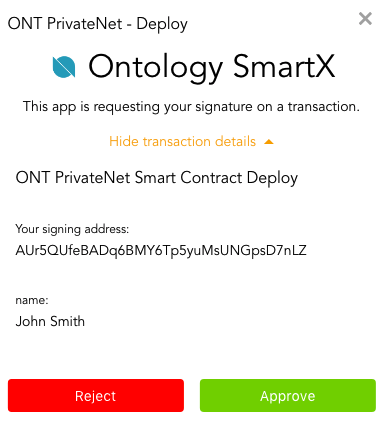 ONT PrivateNet - Deploy
Ontology SmartX
This app is requesting your signature on a transaction.
Hide transaction details
ONT PrivateNet Smart Contract Deploy
Your signing address:
AUr5QUfeBADq6BMY6Tp5yuMsUNGpsD7nLZ
name:
John Smith
Reject Approve